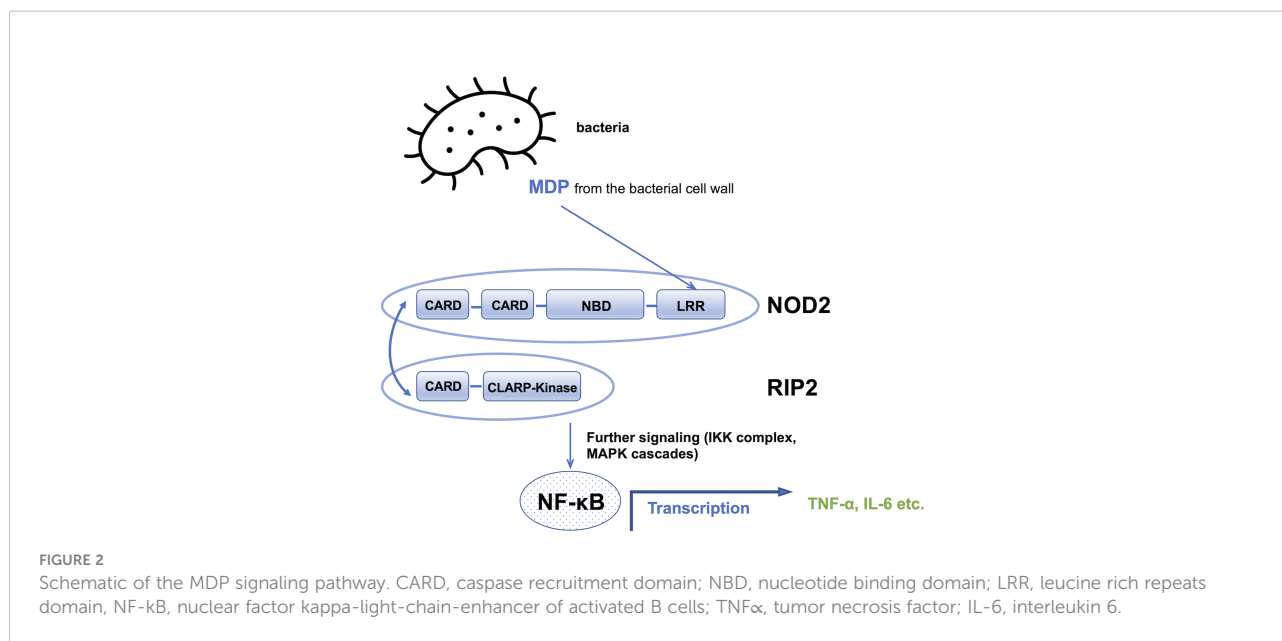 bacteria
MDP from the bacterial cell wall
CARD CARD NBD LRR NOD2
CARD CLARP-Kinase RIP2
Further signaling (IKK complex,
MAPK cascades)
NF-κB Transcription TNF-α, IL-6 etc.
FIGURE 2
Schematic of the MDP signaling pathway. CARD, caspase recruitment domain; NBD, nucleotide binding domain; LRR, leucine rich repeats
domain, NF-kB, nuclear factor kappa-light-chain-enhancer of activated B cells; TNF∝, tumor necrosis factor; IL-6, interleukin 6.